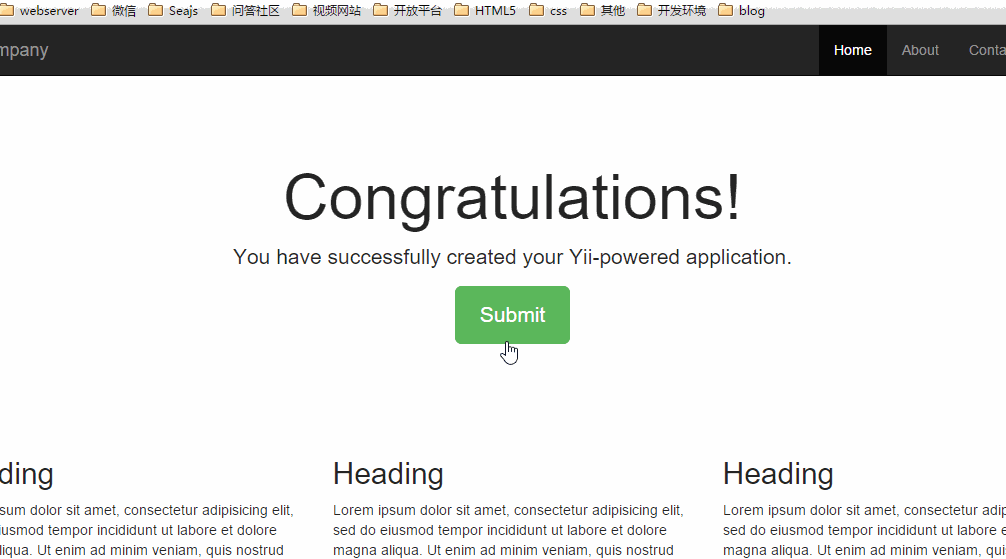 webserver 微信 Seajs 问答社区 视频网站 开放平台 HTML5 css 其他 开发环境 blog
mpany Home About Conta
Congratulations!
You have successfully created your Yii-powered application.
Submit
ding Heading Heading
sum dolor sit amet, consectetur adipisicing elit, Lorem ipsum dolor sit amet, consectetur adipisicing elit, Lorem ipsum dolor sit amet, consectetur adip
iusmod tempor incididunt ut labore et dolore sed do eiusmod tempor incididunt ut labore et dolore sed do eiusmod tempor incididunt ut labore e
liqua. Ut enim ad minim veniam, quis nostrud magna aliqua. Ut enim ad minim veniam, quis nostrud magna aliqua. Ut enim ad minim veniam, quis